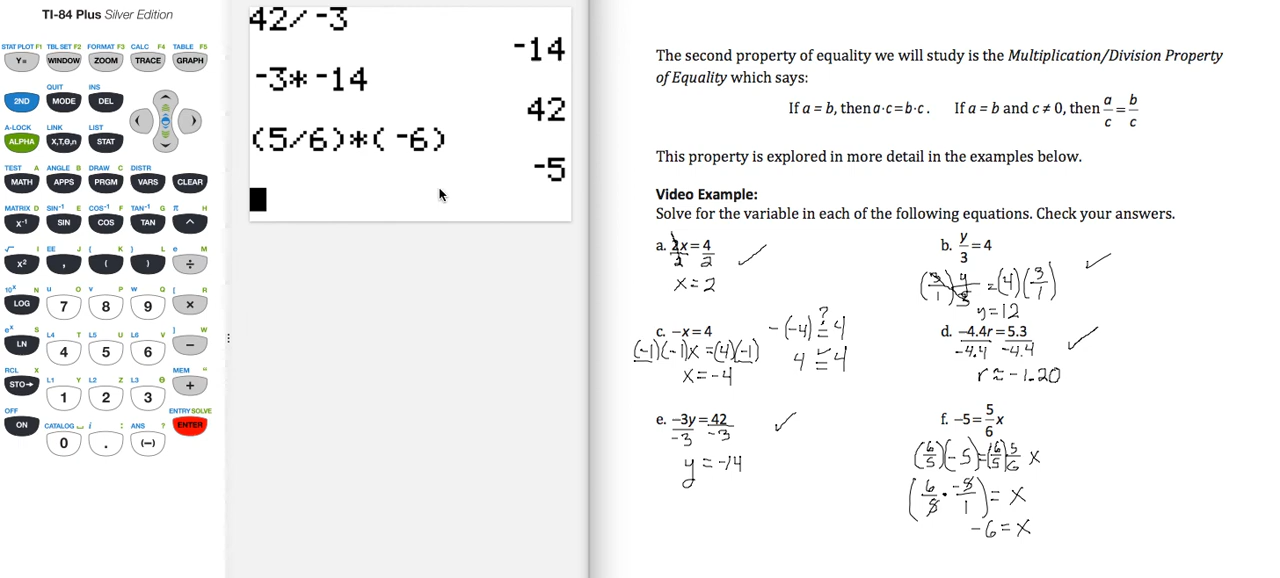 TI-84 Plus Silver Edition
STAT PLOT F1 TBL SET F2 FORMAT F3 CALC F4 TABLE F5
Y= WINDOW ZOOM TRACE GRAPH
QUIT INS
2ND MODE DEL
A-LOCK LINK LIST
ALPHA X,T,θ,n STAT
TEST A ANGLE B DRAW C DISTR
MATH APPS PRGM VARS CLEAR
MATRIX D SIN⁻¹ E COS⁻¹ F TAN⁻¹ G π H
x⁻¹ SIN COS TAN ^
√ I EE J { K } L e M
x² , ( ) ÷
10ˣ N u O v P w Q [ R
LOG 7 8 9 ×
eˣ S L4 T L5 U L6 V ] W
LN 4 5 6 −
RCL X L1 Y L2 Z L3 θ MEM "
STO→ 1 2 3 +
OFF CATALOG ⎵ i : ANS ? ENTRY SOLVE
ON 0 . (−) ENTER
42/ -3
-14
-3*-14
42
(5/6)*( -6)
-5
The second property of equality we will study is the Multiplication/Division Property
of Equality which says:
If a = b, then a·c=b·c. If a = b and c ≠ 0, then a/c = b/c
This property is explored in more detail in the examples below.
Video Example:
Solve for the variable in each of the following equations. Check your answers.
a. 2x=4
2 2 ✓
x=2
b. y/3=4
(3/1) y/3 =(4)(3/1) ✓
y=12
c. −x=4
(-1)(-1)x=(4)(-1)
x=-4
-(-4) ?= 4
4 ✓= 4
d. −4.4r=5.3
-4.4 -4.4 ✓
r≈-1.20
e. −3y=42
-3 -3 ✓
y=-14
f. −5=5/6 x
(6/5)(-5)=(6/5)5/6 x
(6/5 · -5/1)=x
-6=x